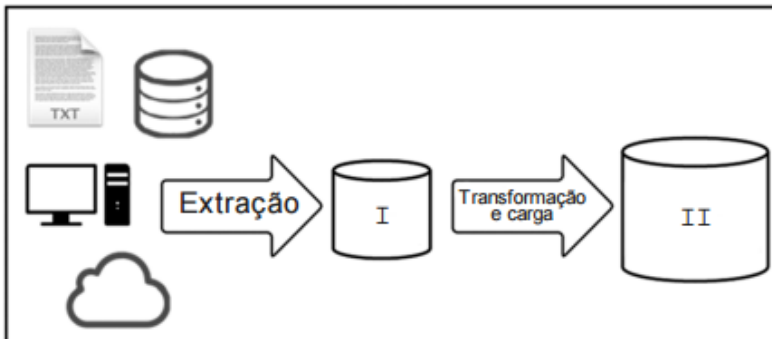 TXT
Extração
I
Transformação
e carga
II